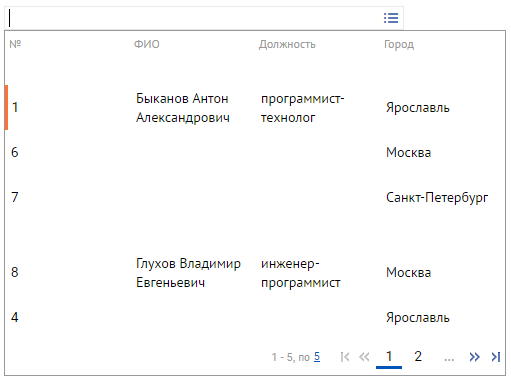 № ФИО Должность Город
Быканов Антон программист-
1 Ярославль
Александрович технолог
6 Москва
7 Санкт-Петербург
Глухов Владимир инженер-
8 Москва
Евгеньевич программист
4 Ярославль
1 - 5, по 5 1 2 ...